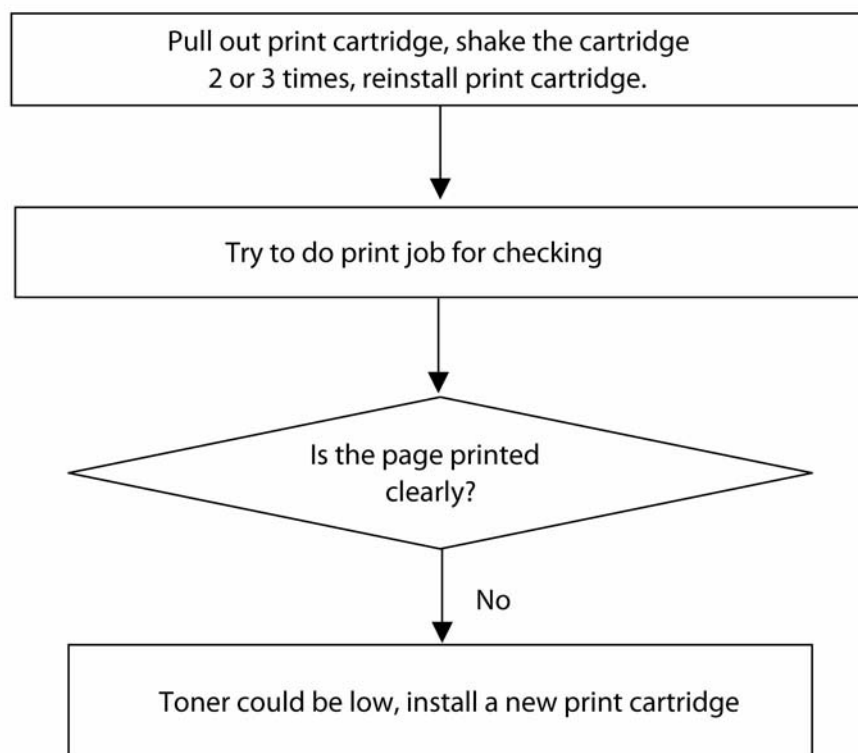 Pull out print cartridge, shake the cartridge
2 or 3 times, reinstall print cartridge.
Try to do print job for checking
Is the page printed
clearly?
No
Toner could be low, install a new print cartridge